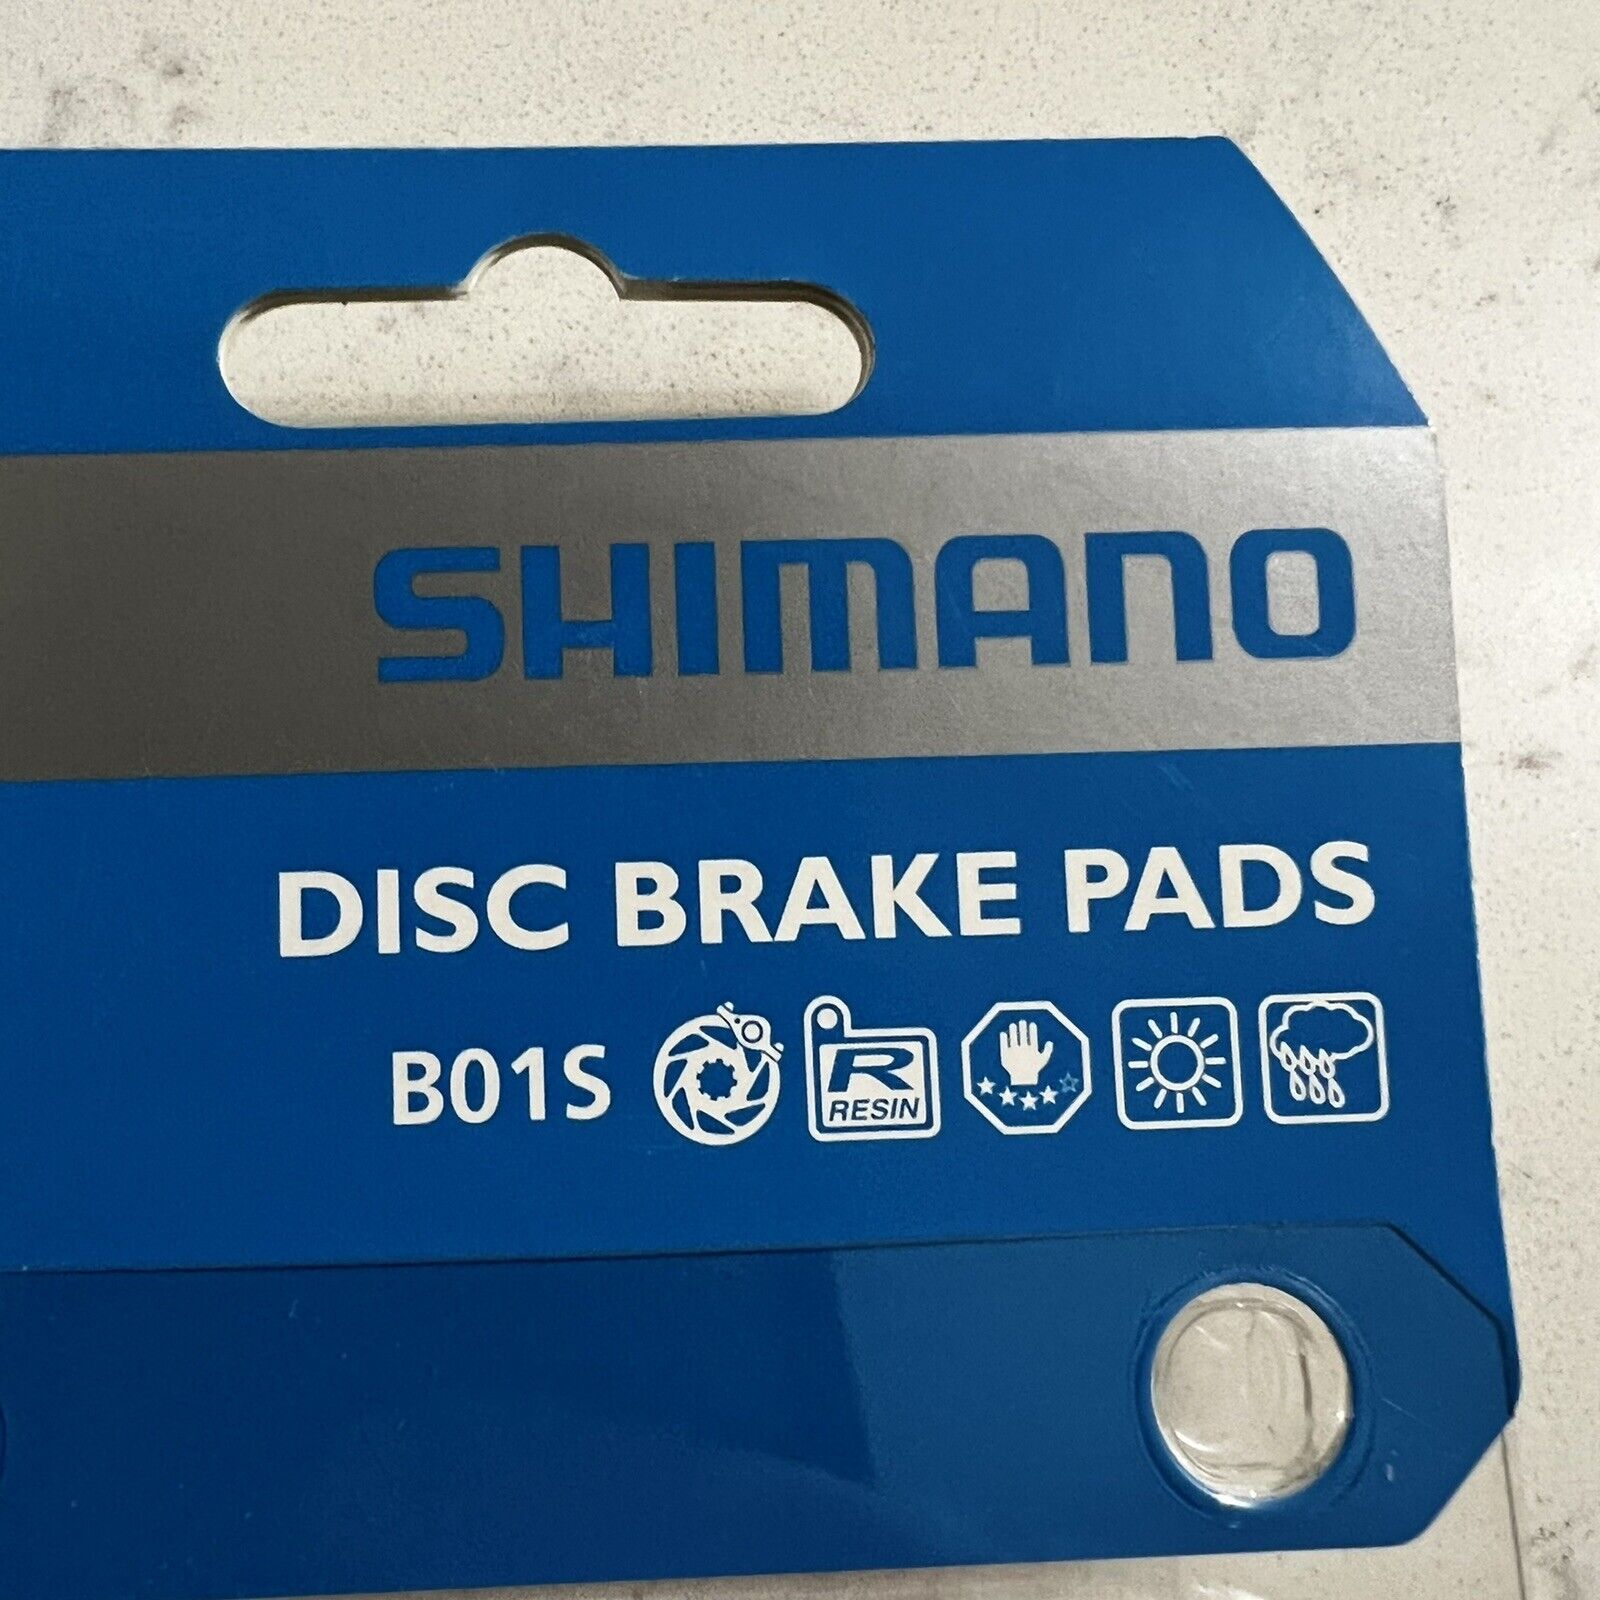 SHIMANO
DISC BRAKE PADS
B01S R RESIN